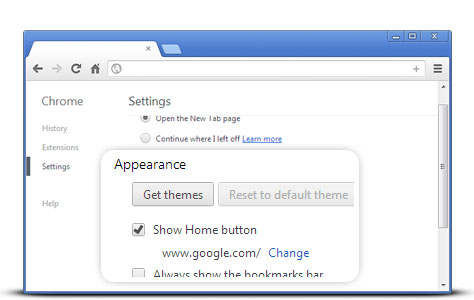 Chrome
History
Extensions
Settings
Help
Settings
Open the New Tab page
Continue where I left off Learn more
Appearance
Get themes
Reset to default theme
Show Home button
www.google.com/ Change
Always show the bookmarks bar